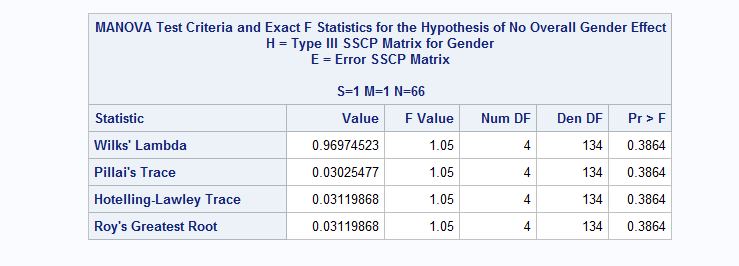 MANOVA Test Criteria and Exact F Statistics for the Hypothesis of No Overall Gender Effect
H = Type III SSCP Matrix for Gender
E = Error SSCP Matrix
S=1 M=1 N=66
Statistic Value F Value Num DF Den DF Pr > F
Wilks' Lambda 0.96974523 1.05 4 134 0.3864
Pillai's Trace 0.03025477 1.05 4 134 0.3864
Hotelling-Lawley Trace 0.03119868 1.05 4 134 0.3864
Roy's Greatest Root 0.03119868 1.05 4 134 0.3864